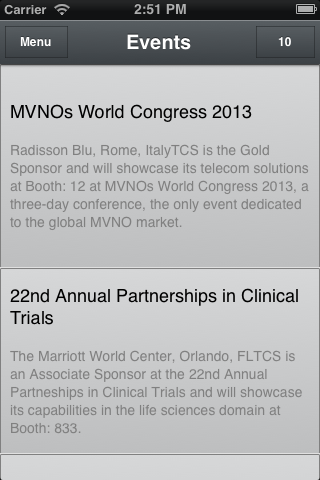 Carrier 2:51 PM
Menu Events 10
MVNOs World Congress 2013
Radisson Blu, Rome, ItalyTCS is the Gold
Sponsor and will showcase its telecom solutions
at Booth: 12 at MVNOs World Congress 2013, a
three-day conference, the only event dedicated
to the global MVNO market.
22nd Annual Partnerships in Clinical
Trials
The Marriott World Center, Orlando, FLTCS is
an Associate Sponsor at the 22nd Annual
Partneships in Clinical Trials and will showcase
its capabilities in the life sciences domain at
Booth: 833.